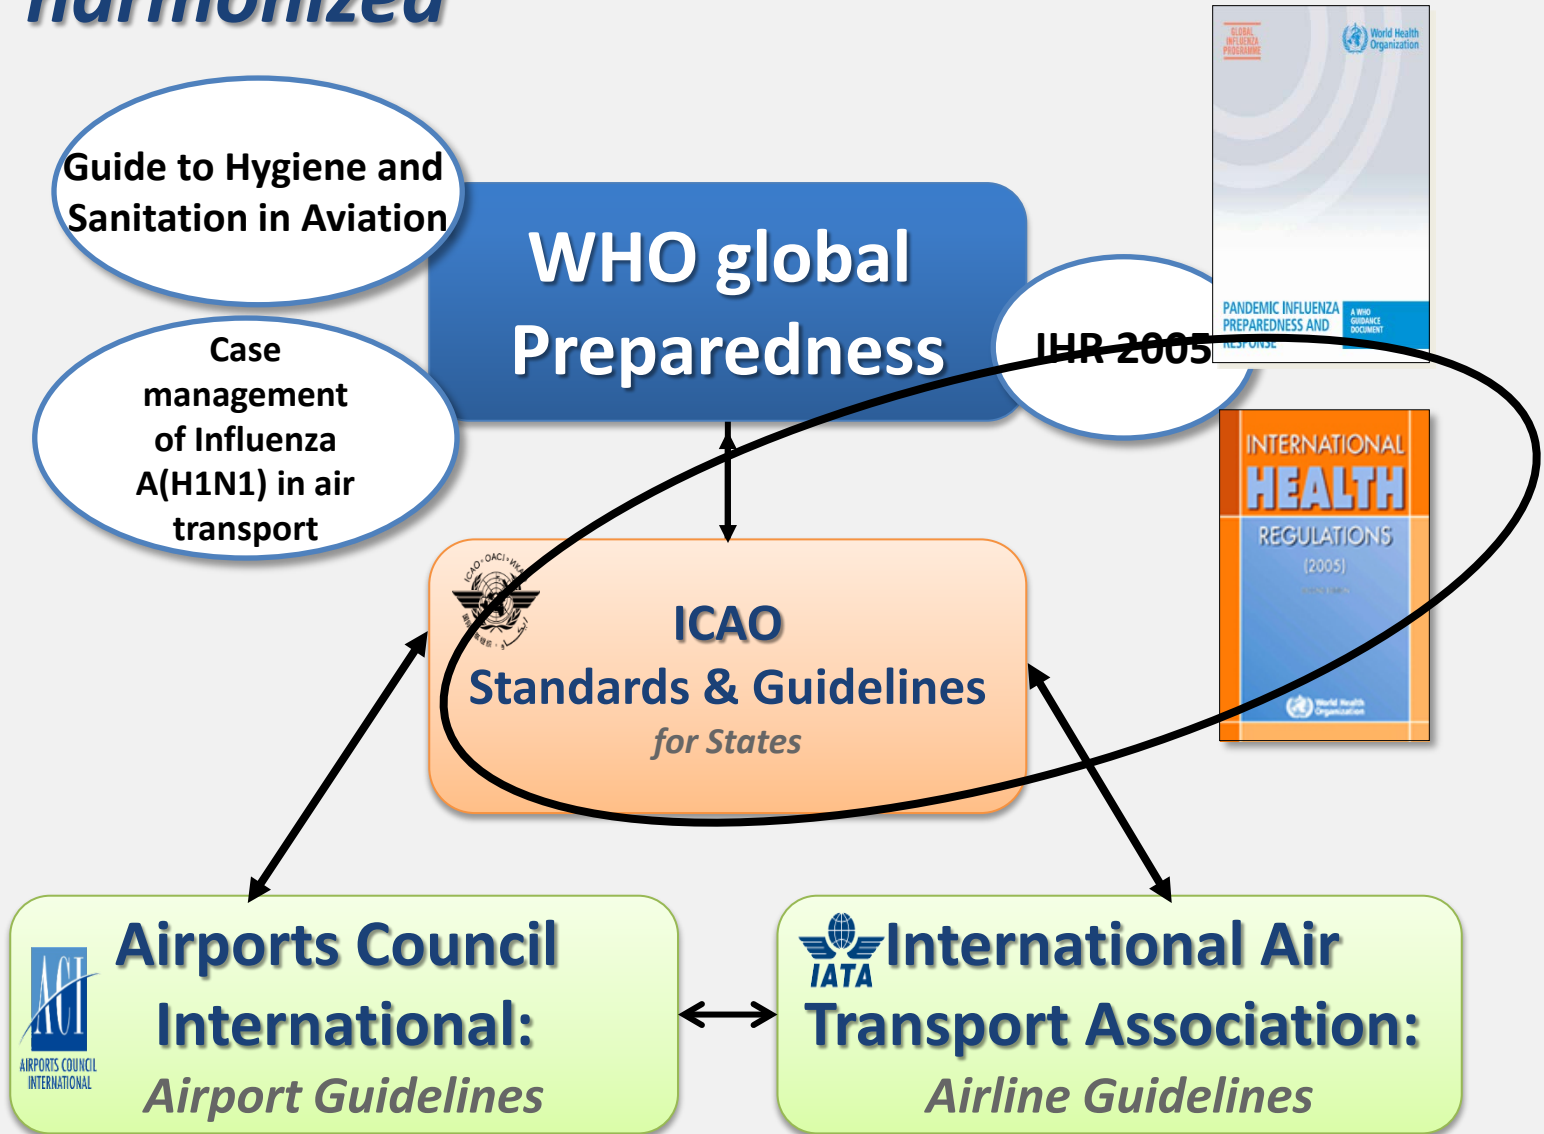 harmonized
GLOBAL
INFLUENZA
PROGRAMME
World Health
Organization
Guide to Hygiene and
Sanitation in Aviation
WHO global
Preparedness
PANDEMIC INFLUENZA
PREPAREDNESS AND
RESPONSE
A WHO
GUIDANCE
DOCUMENT
IHR 2005
Case
management
of Influenza
A(H1N1) in air
transport
INTERNATIONAL
HEALTH
REGULATIONS
(2005)
World Health
Organization
ICAO · OACI ·
ICAO
Standards & Guidelines
for States
ACI
AIRPORTS COUNCIL
INTERNATIONAL
Airports Council
International:
Airport Guidelines
IATA
International Air
Transport Association:
Airline Guidelines